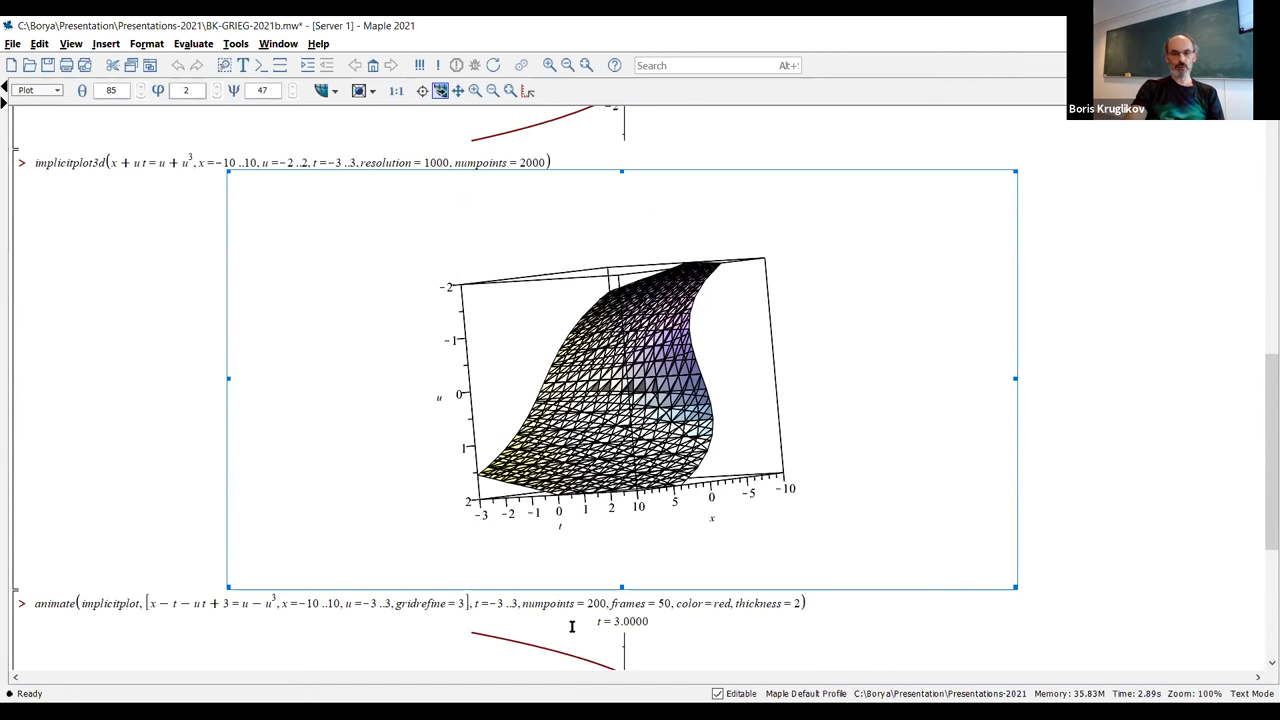 C:\Borya\Presentation\Presentations-2021\BK-GRIEG-2021b.mw* - [Server 1] - Maple 2021
File Edit View Insert Format Evaluate Tools Window Help
Search Alt+:
Plot θ 85 φ 2 ψ 47 1:1
Boris Kruglikov
-2
> implicitplot3d(x + u t = u + u^3, x = -10 ..10, u = -2 ..2, t = -3 ..3, resolution = 1000, numpoints = 2000)
-2
-1
u 0
1
2
-3 -2 -1 0 1 2 10 5 0 -5 -10
t x
> animate(implicitplot, [x - t - u t + 3 = u - u^3, x = -10 ..10, u = -3 ..3, gridrefine = 3], t = -3 ..3, numpoints = 200, frames = 50, color = red, thickness = 2)
t = 3.0000
Ready Editable Maple Default Profile C:\Borya\Presentation\Presentations-2021 Memory: 35.83M Time: 2.89s Zoom: 100% Text Mode